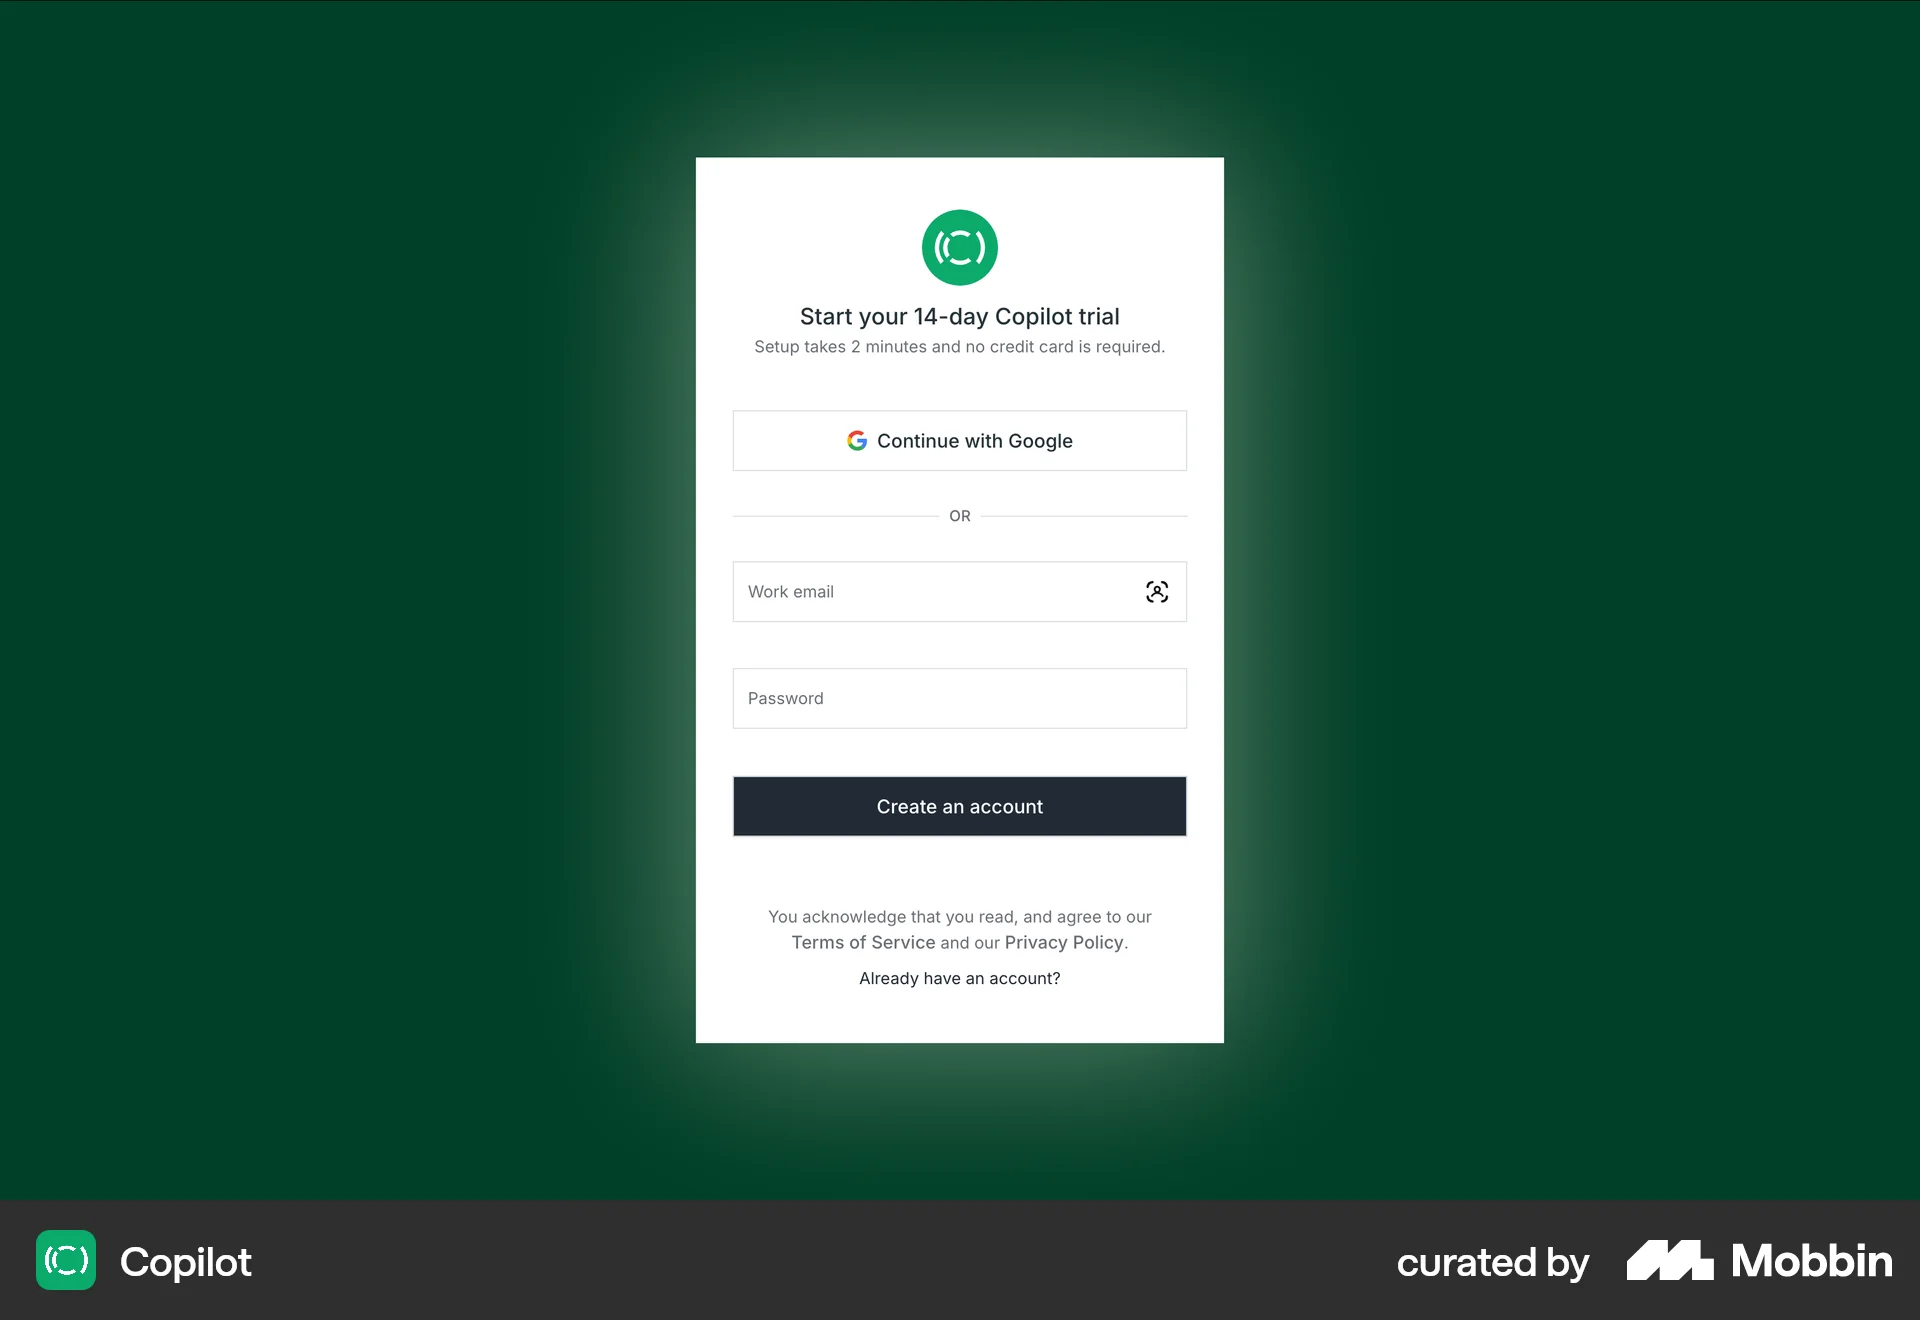 Start your 14-day Copilot trial
Setup takes 2 minutes and no credit card is required.
Continue with Google
OR
Work email
Password
Create an account
You acknowledge that you read, and agree to our
Terms of Service and our Privacy Policy.
Already have an account?
Copilot
curated by Mobbin